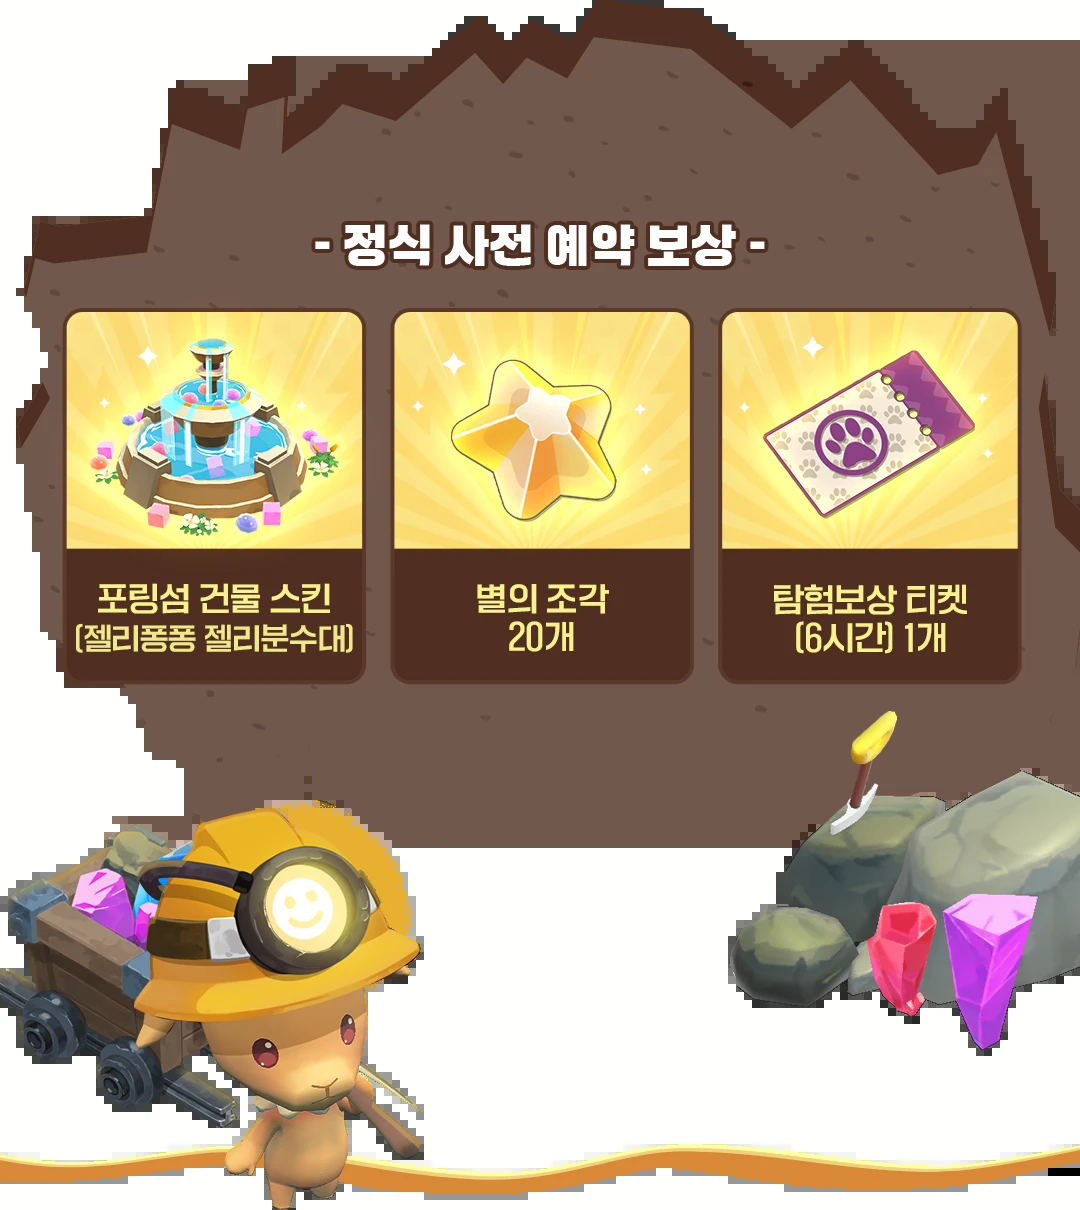 - 정식 사전 예약 보상 -
포링섬 건물 스킨
(젤리퐁퐁 젤리분수대)
별의 조각
20개
탐험보상 티켓
(6시간) 1개